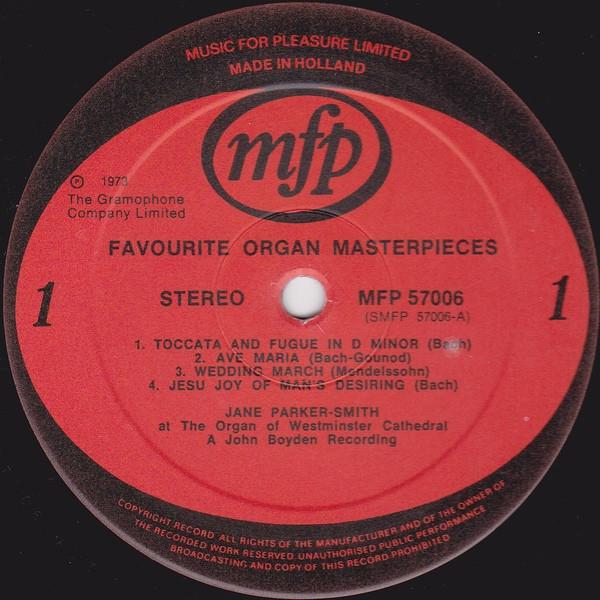 MUSIC FOR PLEASURE LIMITED
MADE IN HOLLAND
mfp
℗ 1973
The Gramophone
Company Limited
FAVOURITE ORGAN MASTERPIECES
1 STEREO MFP 57006 1
(SMFP 57006-A)
1. TOCCATA AND FUGUE IN D MINOR (Bach)
2. AVE MARIA (Bach-Gounod)
3. WEDDING MARCH (Mendelssohn)
4. JESU JOY OF MAN'S DESIRING (Bach)
JANE PARKER-SMITH
at The Organ of Westminster Cathedral
A John Boyden Recording
COPYRIGHT RECORD. ALL RIGHTS OF THE MANUFACTURER AND OF THE OWNER OF
THE RECORDED WORK RESERVED. UNAUTHORISED PUBLIC PERFORMANCE
BROADCASTING AND COPY OF THIS RECORD PROHIBITED